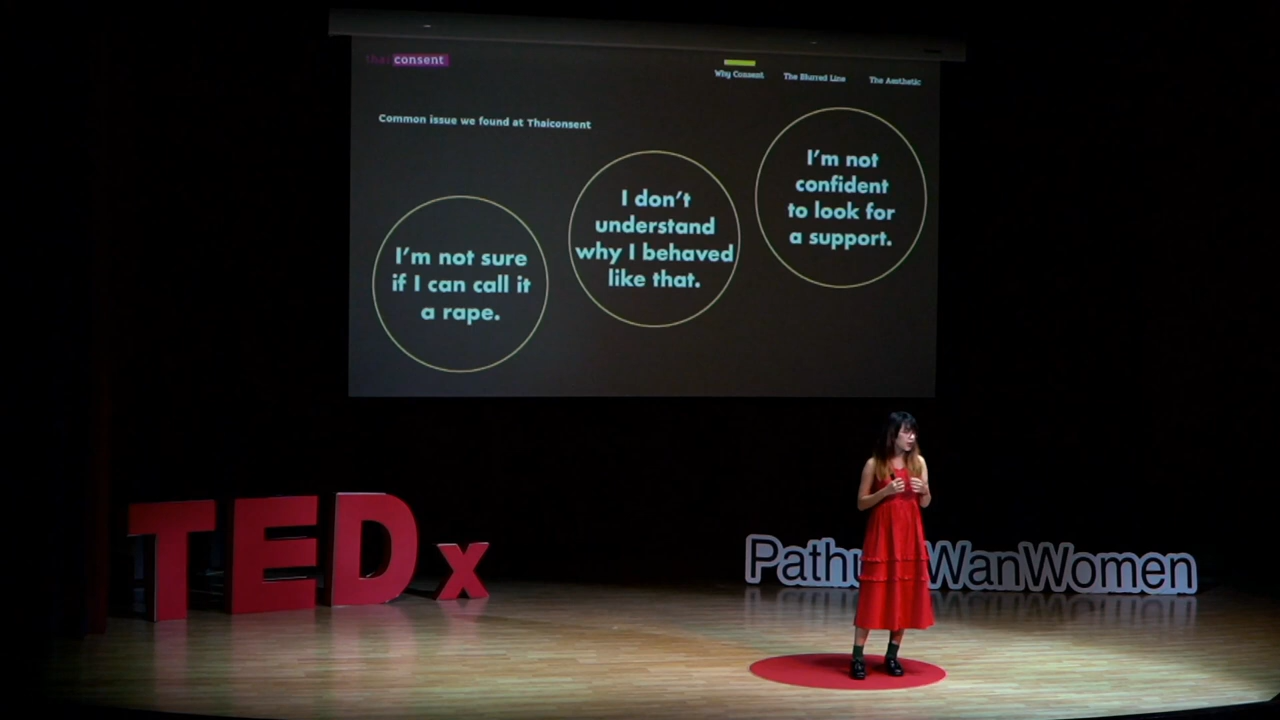 thaiconsent
Why Consent
The Blurred Line
The Aesthetic
Common issue we found at Thaiconsent
I'm not sure
if I can call it
a rape.
I don't
understand
why I behaved
like that.
I'm not
confident
to look for
a support.
TEDx
Pathu WanWomen